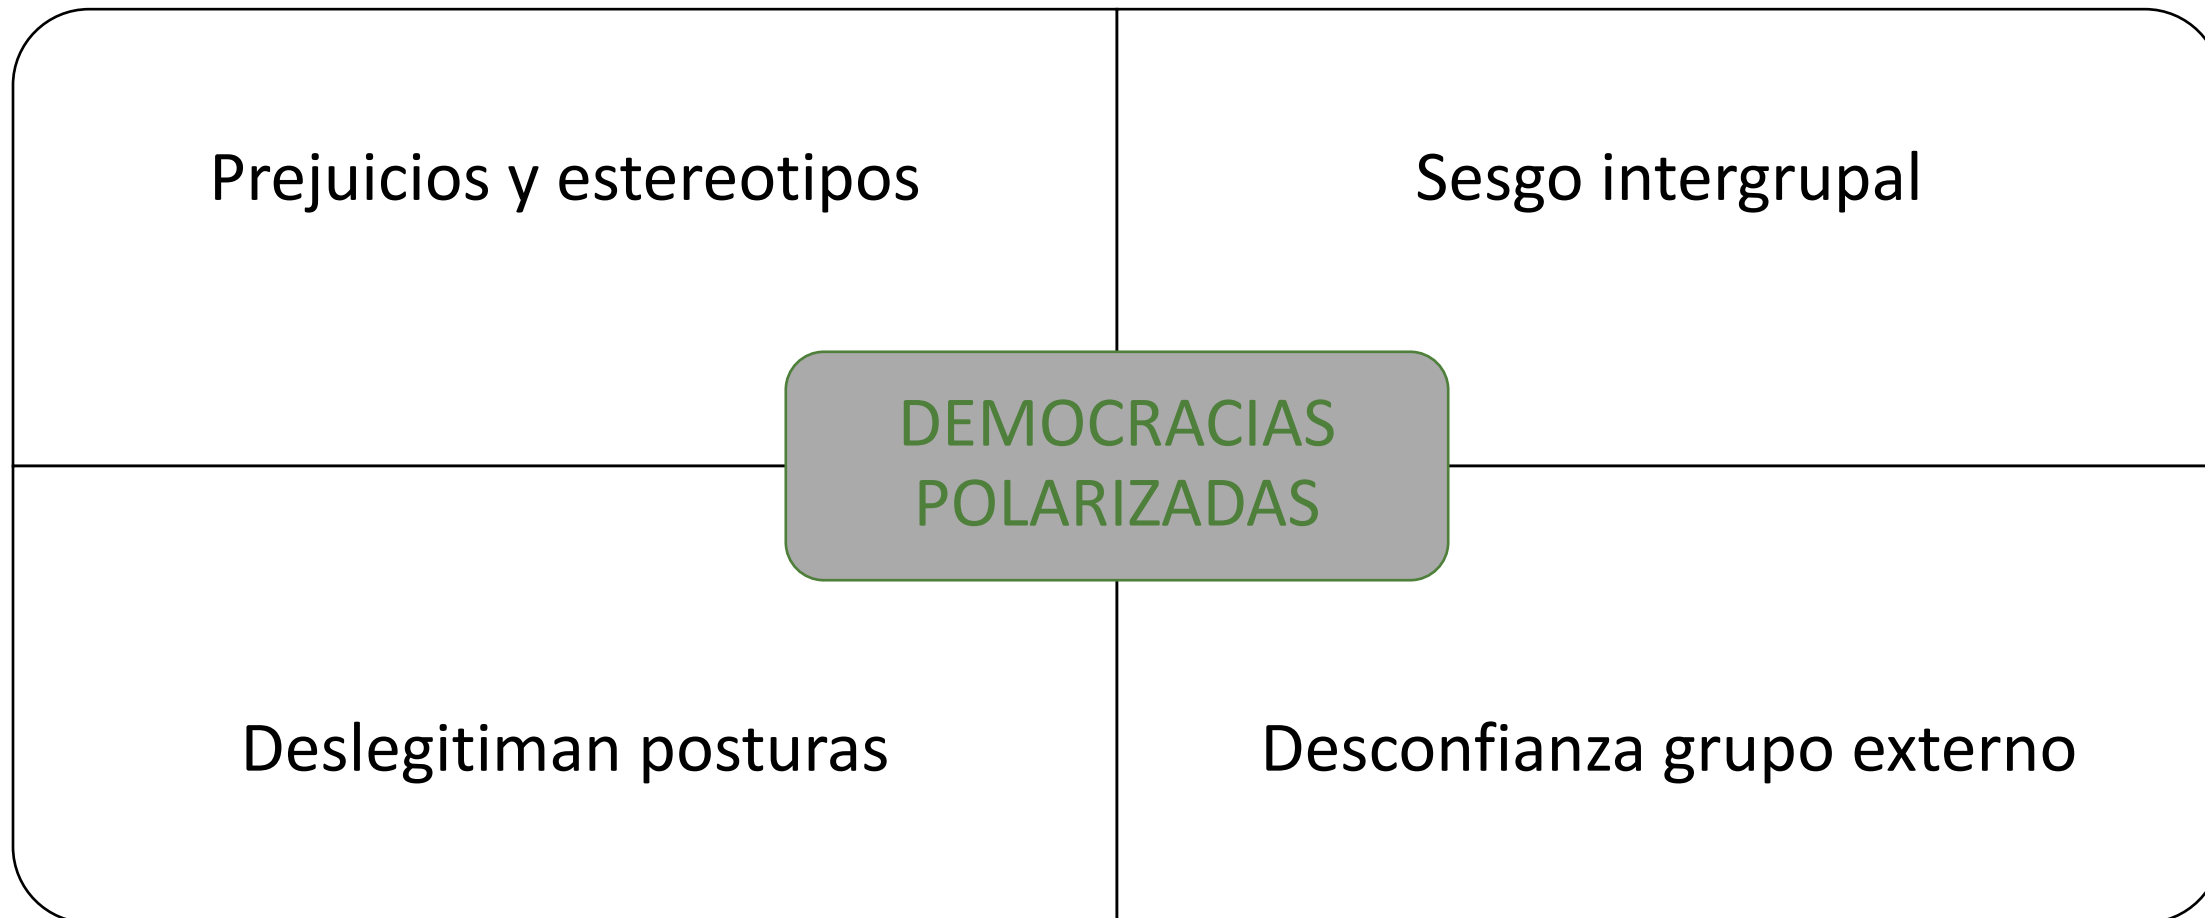 Prejuicios y estereotipos
Sesgo intergrupal
DEMOCRACIAS
POLARIZADAS
Deslegitiman posturas
Desconfianza grupo externo